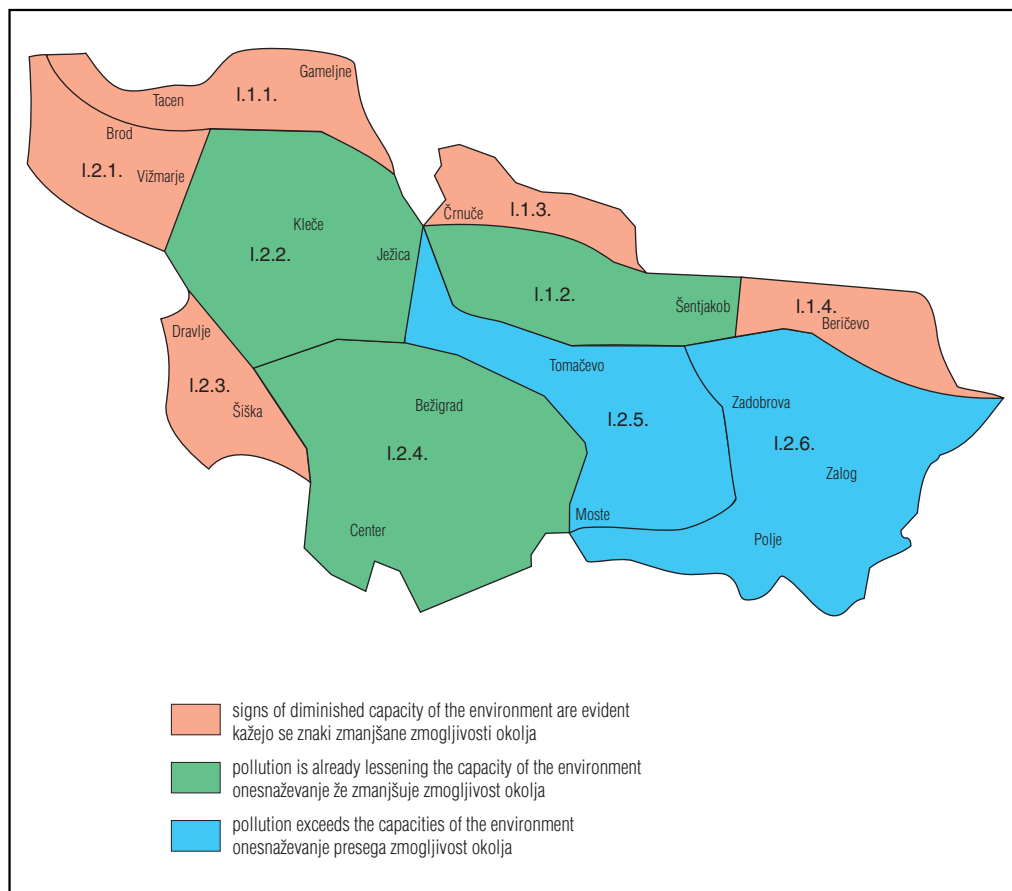 Gameljne
Tacen
I.1.1.
Brod
I.2.1.
Vižmarje
Črnuče
I.1.3.
Kleče
I.2.2.
Ježica
I.1.2.
Šentjakob
I.1.4.
Beričevo
Dravlje
I.2.3.
Šiška
Tomačevo
Bežigrad
I.2.5.
Zadobrova
I.2.4.
I.2.6.
Zalog
Center
Moste
Polje
signs of diminished capacity of the environment are evident
kažejo se znaki zmanjšane zmogljivosti okolja
pollution is already lessening the capacity of the environment
onesnaževanje že zmanjšuje zmogljivost okolja
pollution exceeds the capacities of the environment
onesnaževanje presega zmogljivost okolja